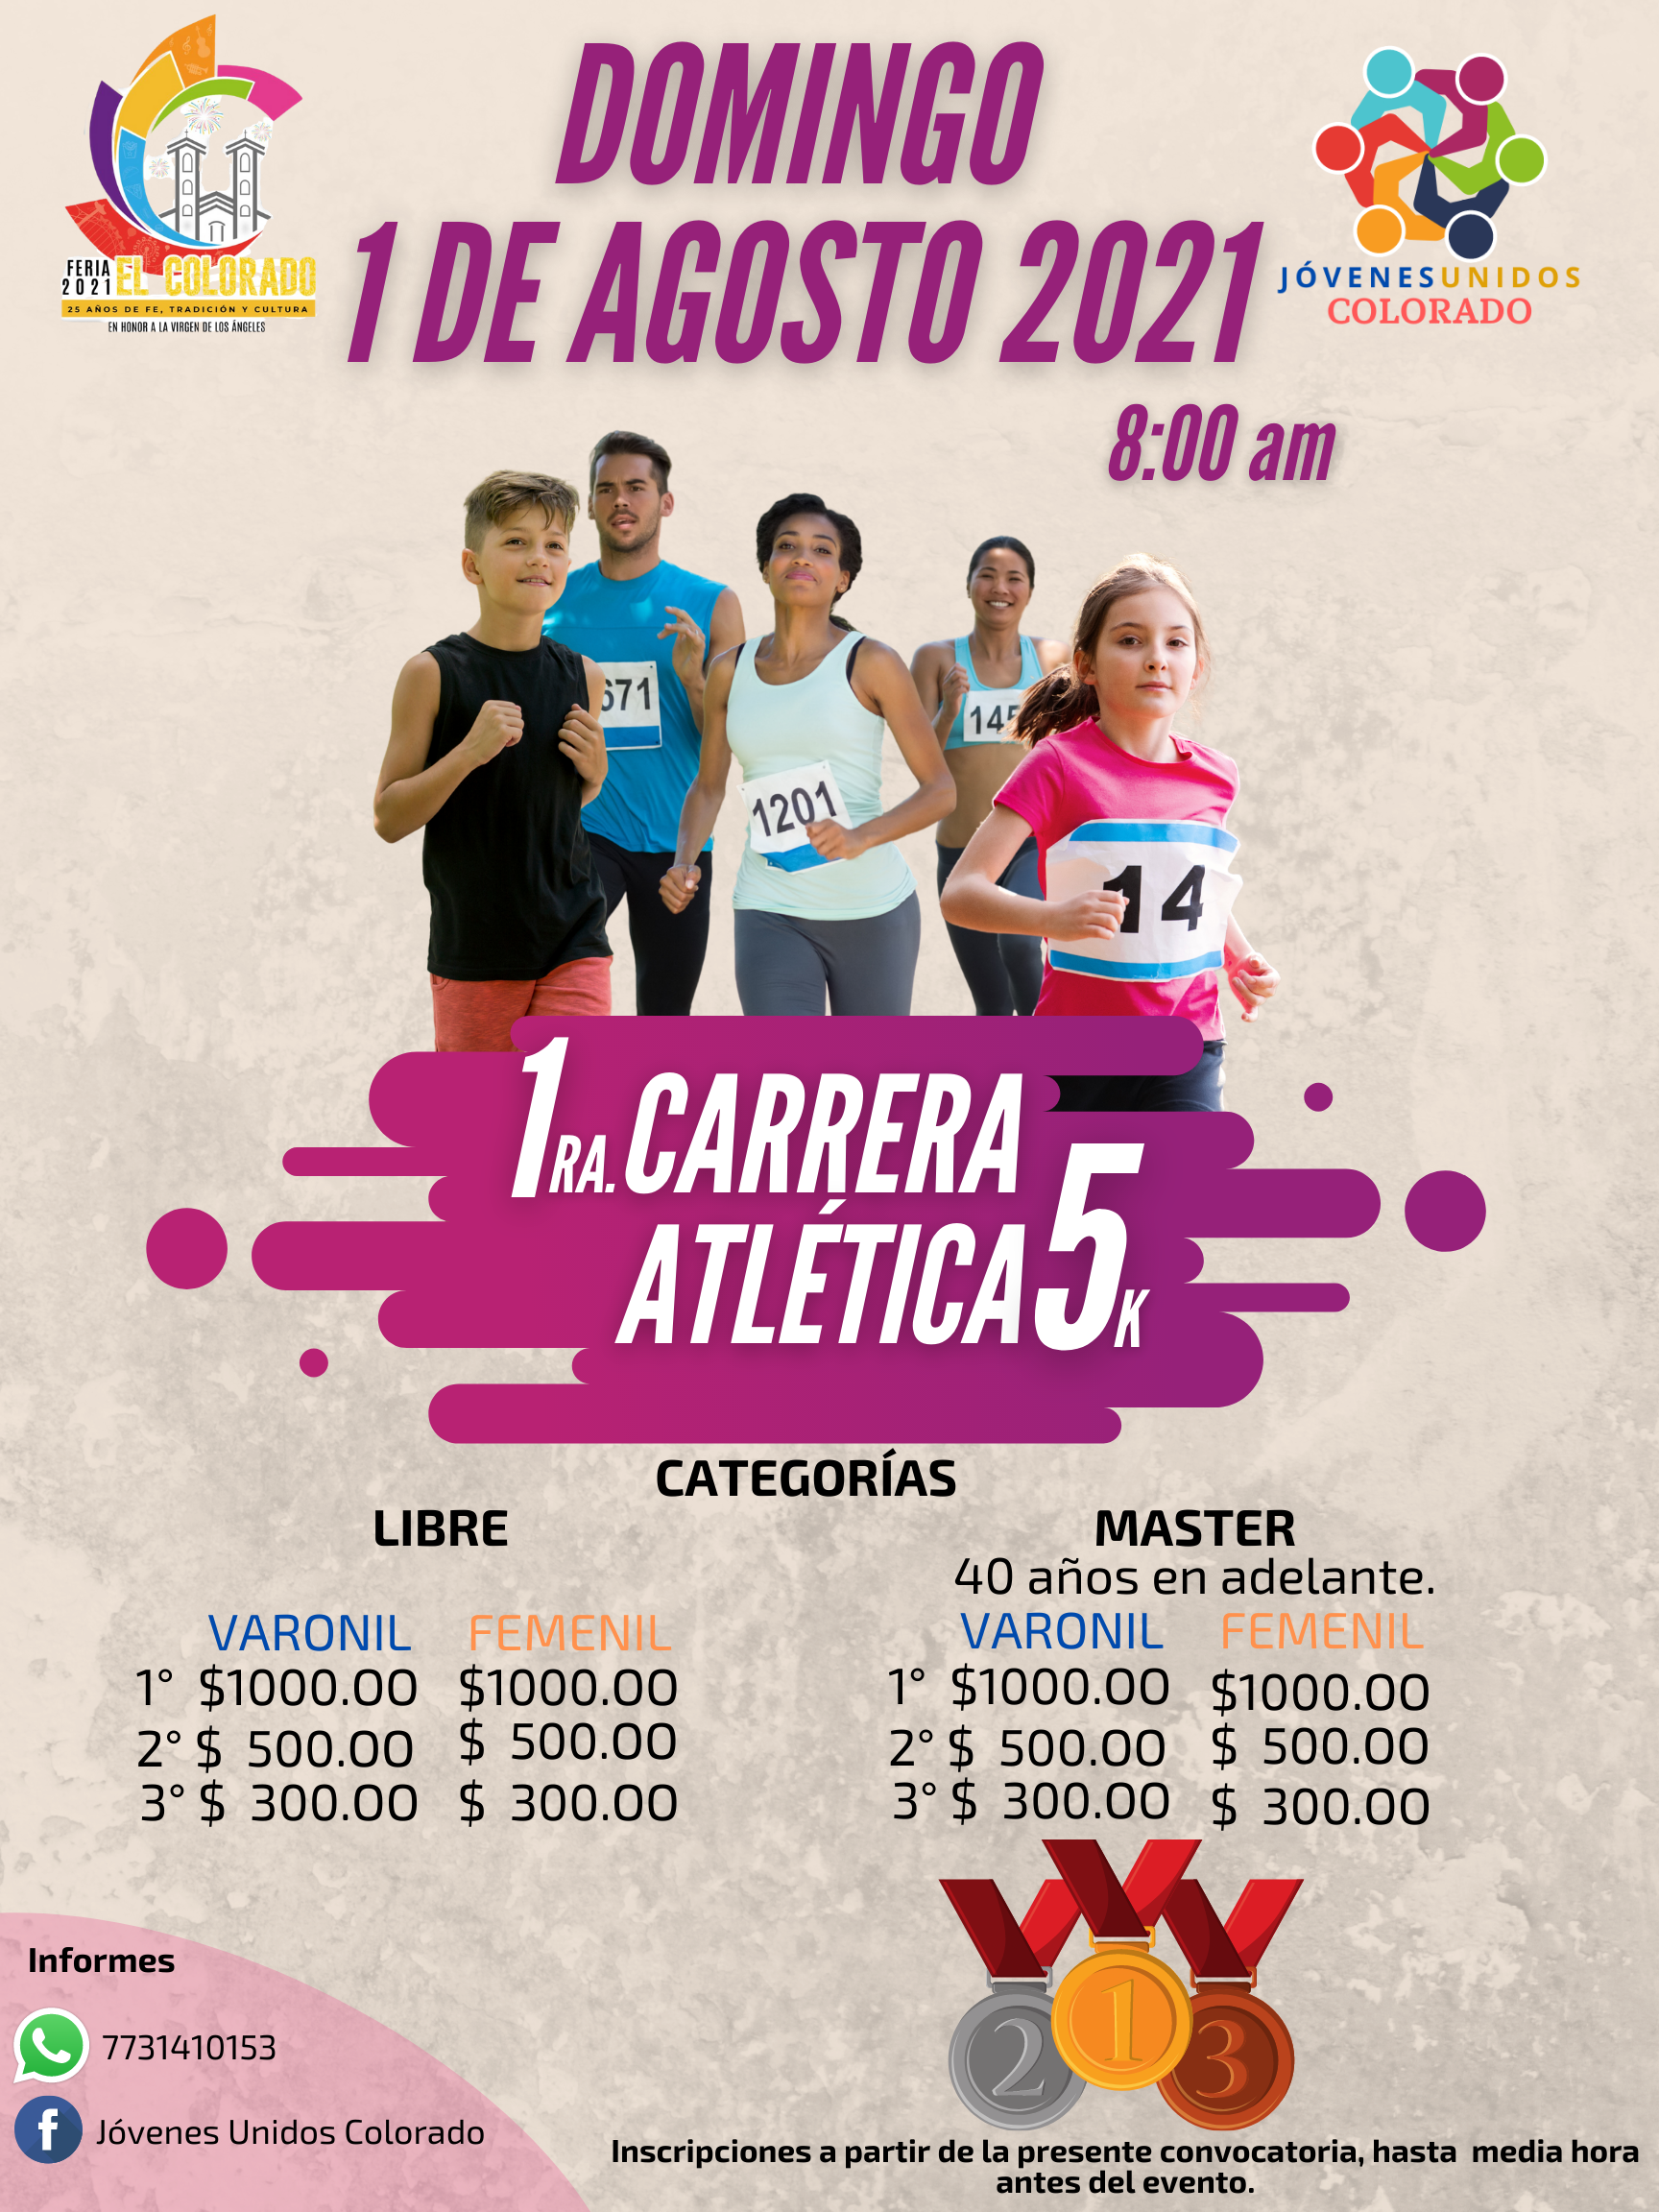 DOMINGO
1 DE AGOSTO 2021
8:00 am
FERIA
2021
EL COLORADO
25 AÑOS DE FE, TRADICIÓN Y CULTURA
EN HONOR A LA VIRGEN DE LOS ÁNGELES
JÓVENESUNIDOS
COLORADO
671
1201
145
14
1RA. CARRERA
ATLÉTICA 5K
CATEGORÍAS
LIBRE
VARONIL FEMENIL
1° $1000.00 $1000.00
2° $ 500.00 $ 500.00
3° $ 300.00 $ 300.00
MASTER
40 años en adelante.
VARONIL FEMENIL
1° $1000.00 $1000.00
2° $ 500.00 $ 500.00
3° $ 300.00 $ 300.00
2 1 3
Informes
7731410153
f Jóvenes Unidos Colorado
Inscripciones a partir de la presente convocatoria, hasta media hora
antes del evento.